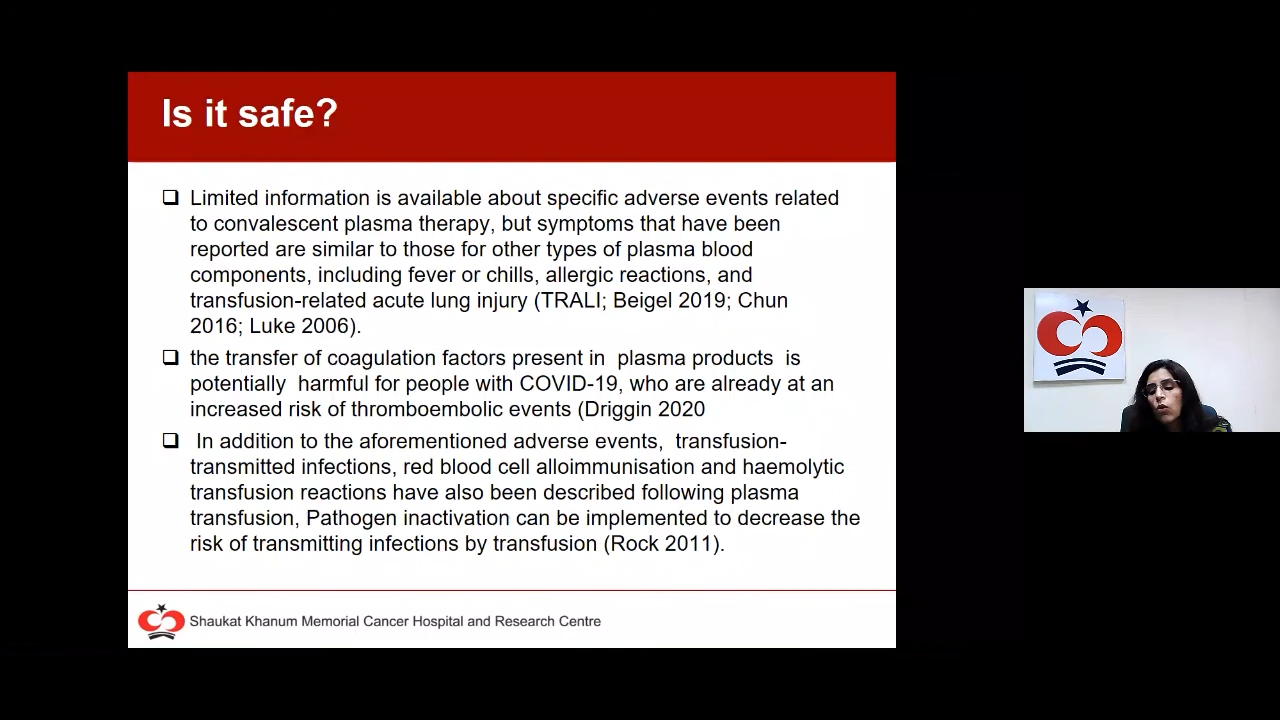 Is it safe?
❑ Limited information is available about specific adverse events related
to convalescent plasma therapy, but symptoms that have been
reported are similar to those for other types of plasma blood
components, including fever or chills, allergic reactions, and
transfusion-related acute lung injury (TRALI; Beigel 2019; Chun
2016; Luke 2006).
❑ the transfer of coagulation factors present in  plasma products  is
potentially  harmful for people with COVID-19, who are already at an
increased risk of thromboembolic events (Driggin 2020
❑  In addition to the aforementioned adverse events,  transfusion-
transmitted infections, red blood cell alloimmunisation and haemolytic
transfusion reactions have also been described following plasma
transfusion, Pathogen inactivation can be implemented to decrease the
risk of transmitting infections by transfusion (Rock 2011).
Shaukat Khanum Memorial Cancer Hospital and Research Centre